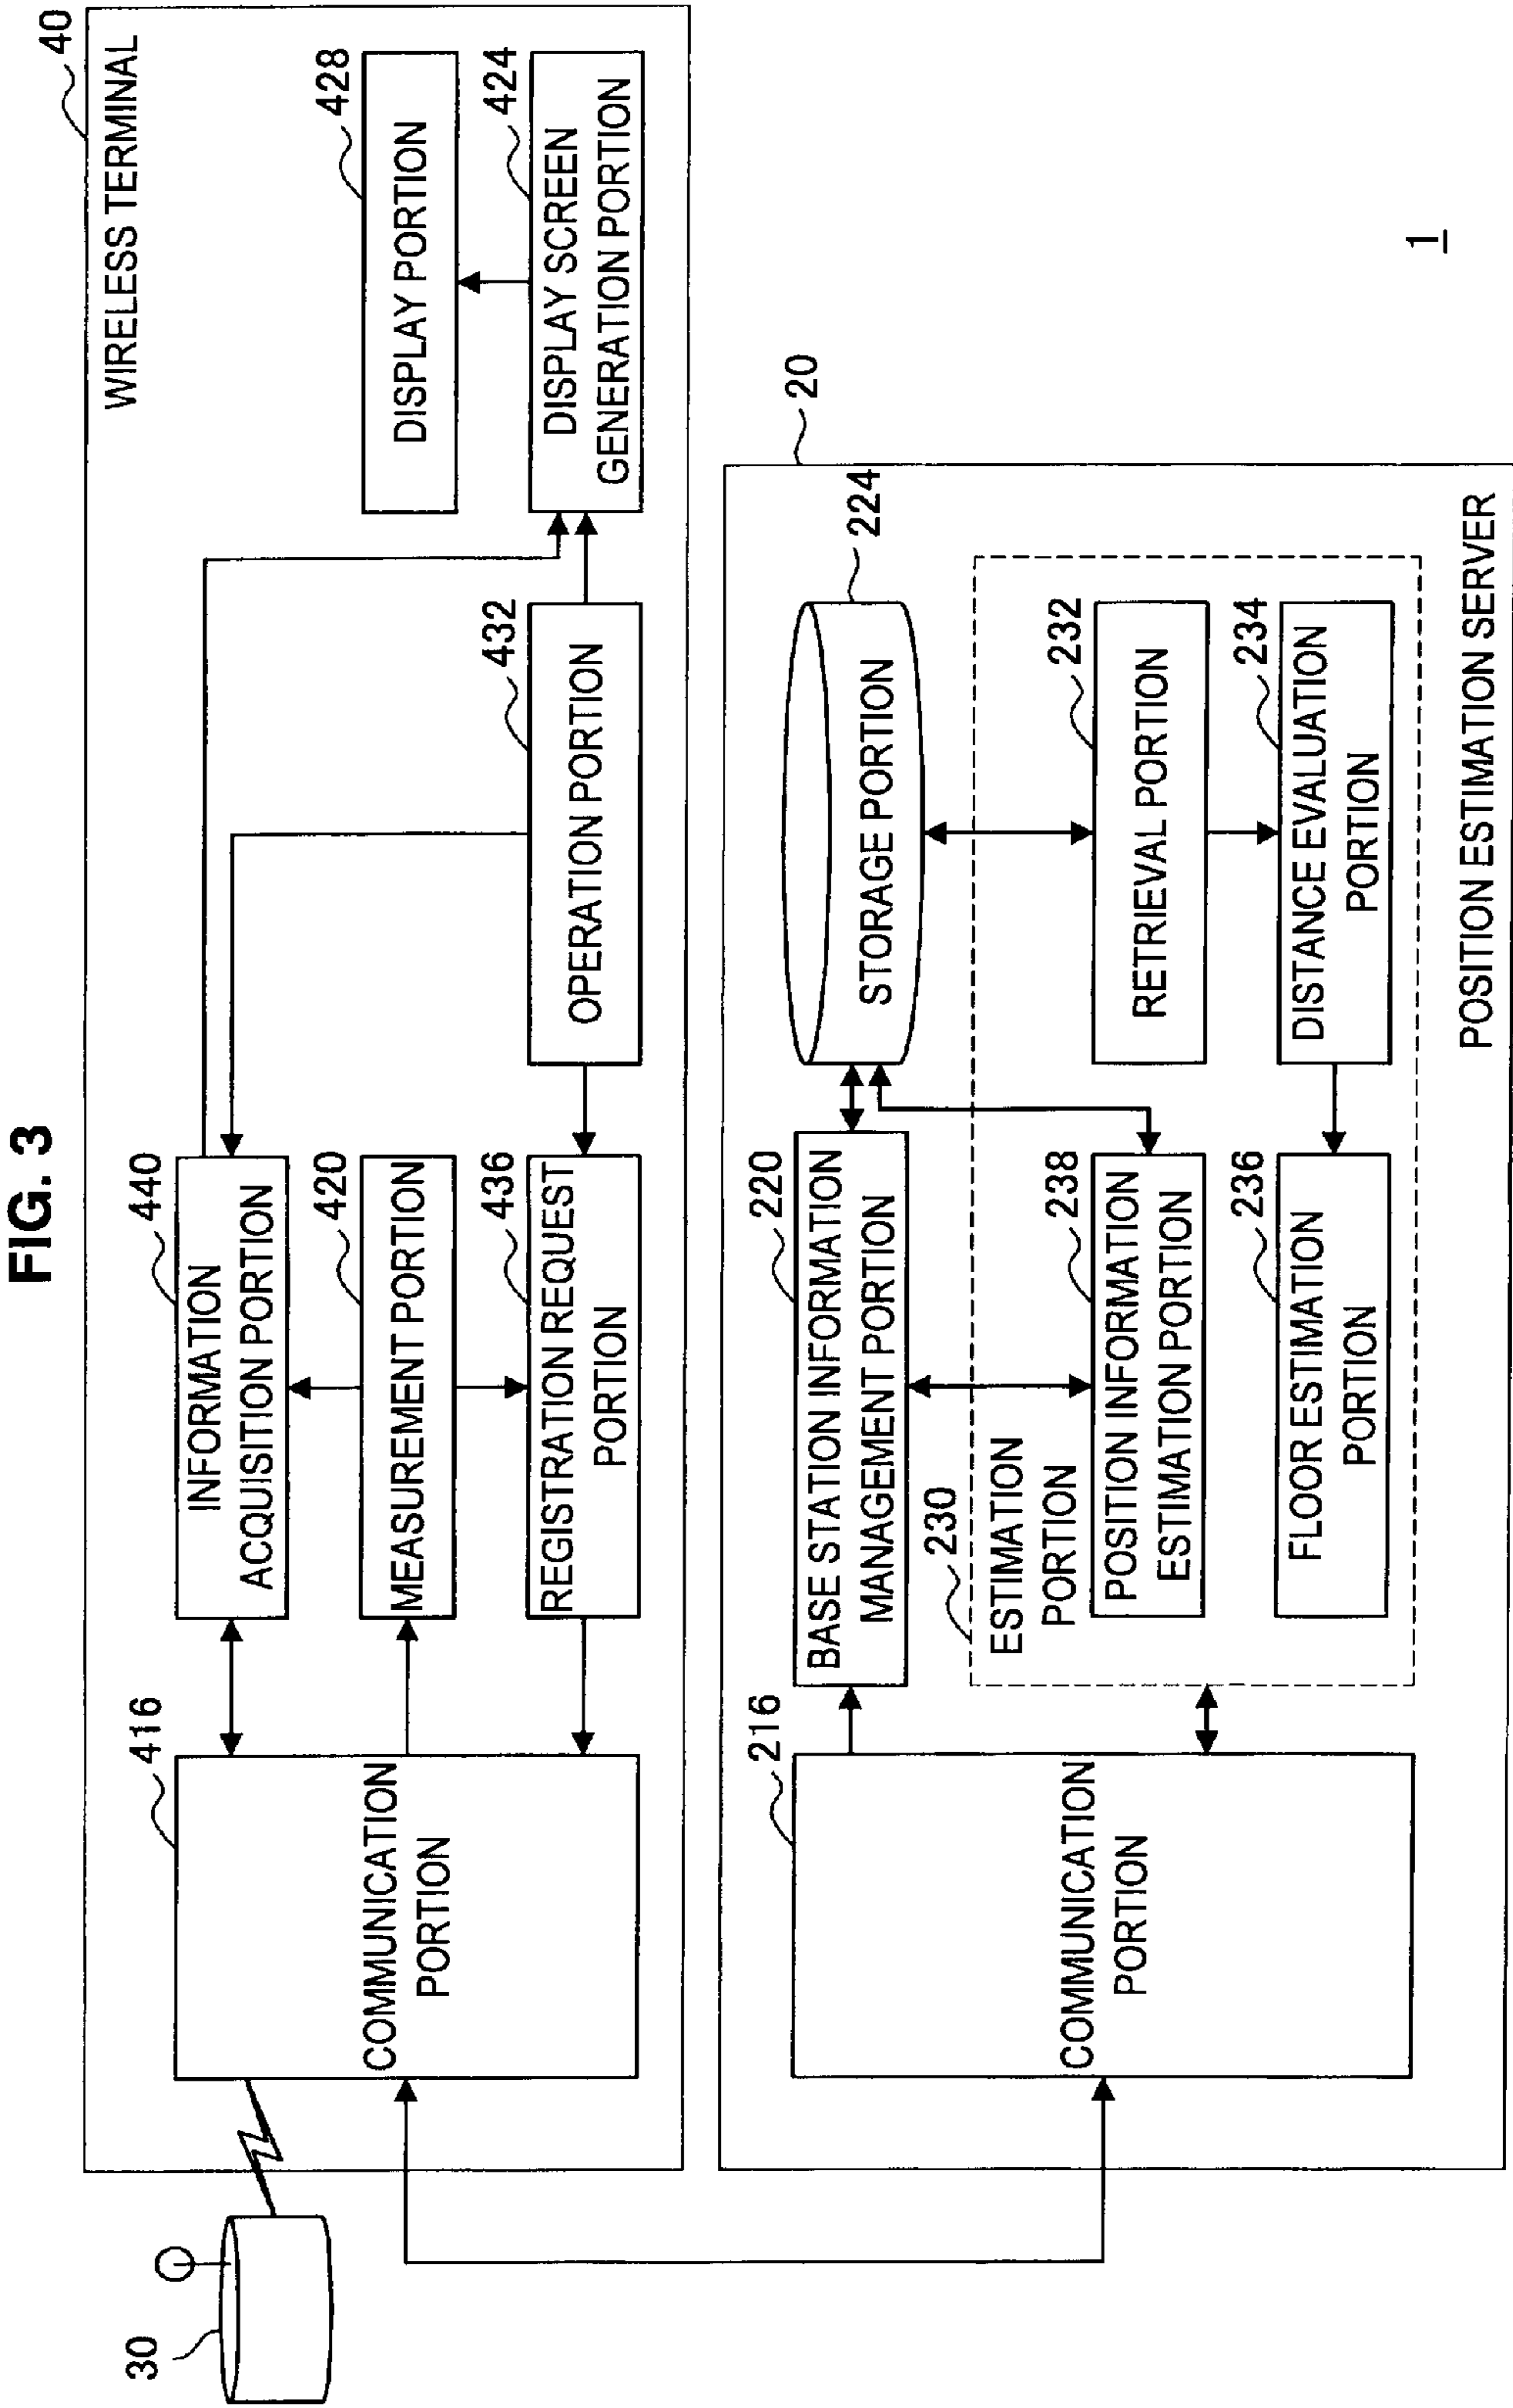 FIG. 3
40
WIRELESS TERMINAL
30
416
COMMUNICATION
PORTION
440
INFORMATION
ACQUISITION PORTION
420
MEASUREMENT PORTION
436
REGISTRATION REQUEST
PORTION
432
OPERATION PORTION
428
DISPLAY PORTION
424
DISPLAY SCREEN
GENERATION PORTION
20
216
COMMUNICATION
PORTION
220
BASE STATION INFORMATION
MANAGEMENT PORTION
224
STORAGE PORTION
230
ESTIMATION
PORTION
238
POSITION INFORMATION
ESTIMATION PORTION
232
RETRIEVAL PORTION
236
FLOOR ESTIMATION
PORTION
234
DISTANCE EVALUATION
PORTION
POSITION ESTIMATION SERVER
1